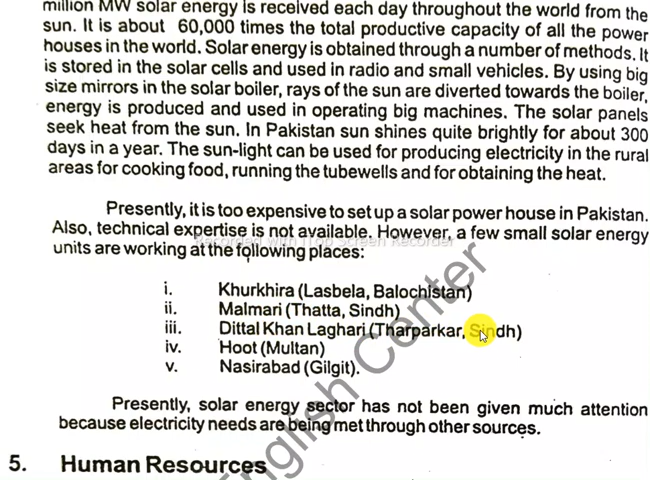 million MW solar energy is received each day throughout the world from the
sun. It is about 60,000 times the total productive capacity of all the power
houses in the world. Solar energy is obtained through a number of methods. It
is stored in the solar cells and used in radio and small vehicles. By using big
size mirrors in the solar boiler, rays of the sun are diverted towards the boiler,
energy is produced and used in operating big machines. The solar panels
seek heat from the sun. In Pakistan sun shines quite brightly for about 300
days in a year. The sun-light can be used for producing electricity in the rural
areas for cooking food, running the tubewells and for obtaining the heat.
Presently, it is too expensive to set up a solar power house in Pakistan.
Also, technical expertise is not available. However, a few small solar energy
Recorded with iTop Screen Recorder
units are working at the following places:
i. Khurkhira (Lasbela, Balochistan)
ii. Malmari (Thatta, Sindh)
iii. Dittal Khan Laghari (Tharparkar, Sindh)
iv. Hoot (Multan)
v. Nasirabad (Gilgit).
Presently, solar energy sector has not been given much attention
because electricity needs are being met through other sources.
5. Human Resources
English Center